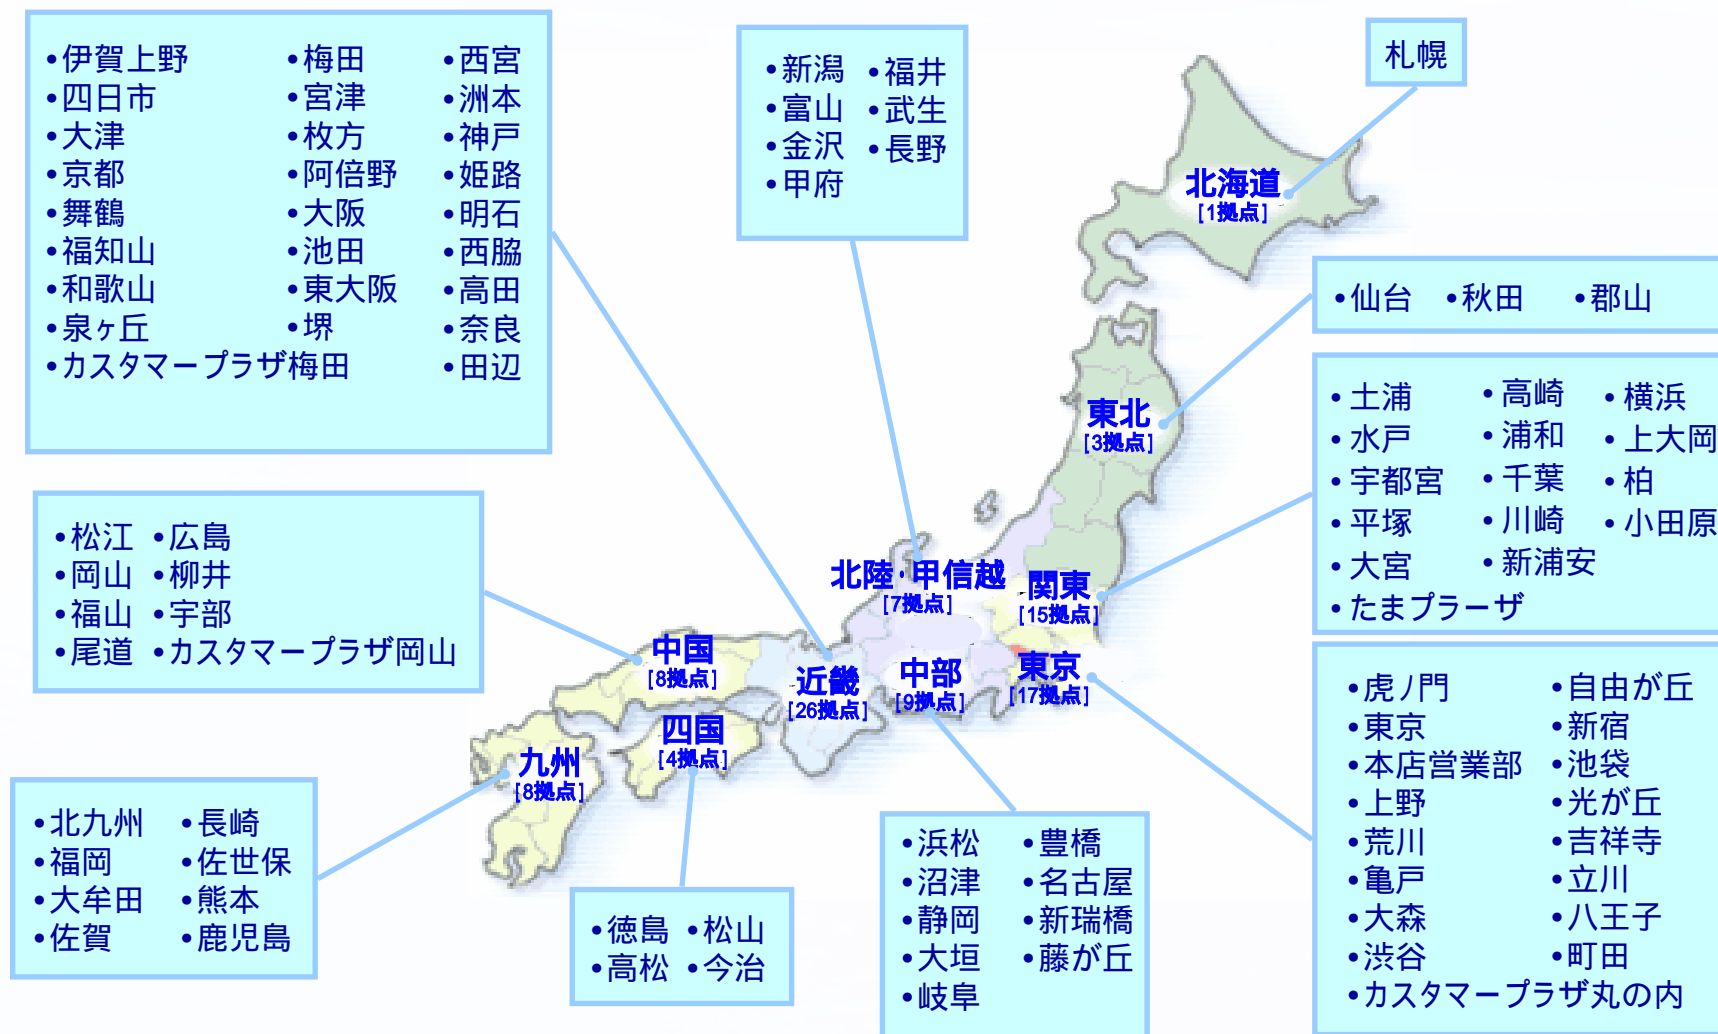 •伊賀上野 •梅田 •西宮
•四日市 •宮津 •洲本
•大津 •枚方 •神戸
•京都 •阿倍野 •姫路
•舞鶴 •大阪 •明石
•福知山 •池田 •西脇
•和歌山 •東大阪 •高田
•泉ヶ丘 •堺 •奈良
•カスタマープラザ梅田 •田辺
•新潟 •福井
•富山 •武生
•金沢 •長野
•甲府
札幌
北海道
[1拠点]
•仙台 •秋田 •郡山
東北
[3拠点]
•土浦 •高崎 •横浜
•水戸 •浦和 •上大岡
•宇都宮 •千葉 •柏
•平塚 •川崎 •小田原
•大宮 •新浦安
•たまプラーザ
北陸・甲信越
[7拠点]
関東
[15拠点]
•松江 •広島
•岡山 •柳井
•福山 •宇部
•尾道 •カスタマープラザ岡山
中国
[8拠点]
近畿
[26拠点]
中部
[9拠点]
東京
[17拠点]
四国
[4拠点]
九州
[8拠点]
•虎ノ門 •自由が丘
•東京 •新宿
•本店営業部 •池袋
•上野 •光が丘
•荒川 •吉祥寺
•亀戸 •立川
•大森 •八王子
•渋谷 •町田
•カスタマープラザ丸の内
•北九州 •長崎
•福岡 •佐世保
•大牟田 •熊本
•佐賀 •鹿児島
•徳島 •松山
•高松 •今治
•浜松 •豊橋
•沼津 •名古屋
•静岡 •新瑞橋
•大垣 •藤が丘
•岐阜